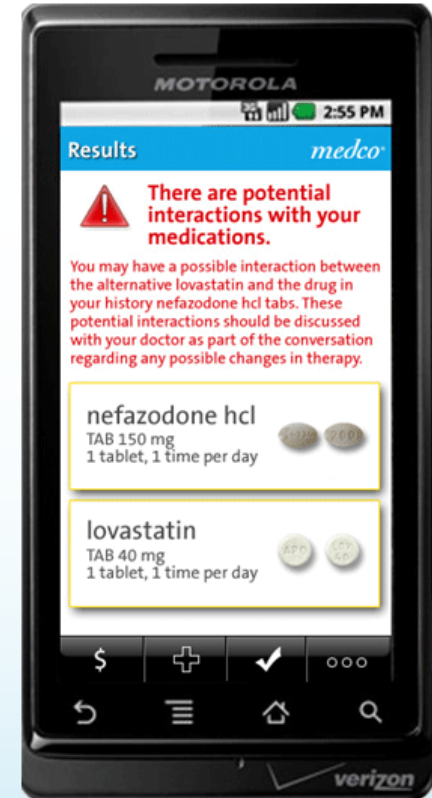 MOTOROLA
3G
2:55 PM
Results
medco
There are potential
interactions with your
medications.
You may have a possible interaction between
the alternative lovastatin and the drug in
your history nefazodone hcl tabs. These
potential interactions should be discussed
with your doctor as part of the conversation
regarding any possible changes in therapy.
nefazodone hcl
TAB 150 mg
1 tablet, 1 time per day
lovastatin
TAB 40 mg
APO
1 tablet, 1 time per day
$
verizon